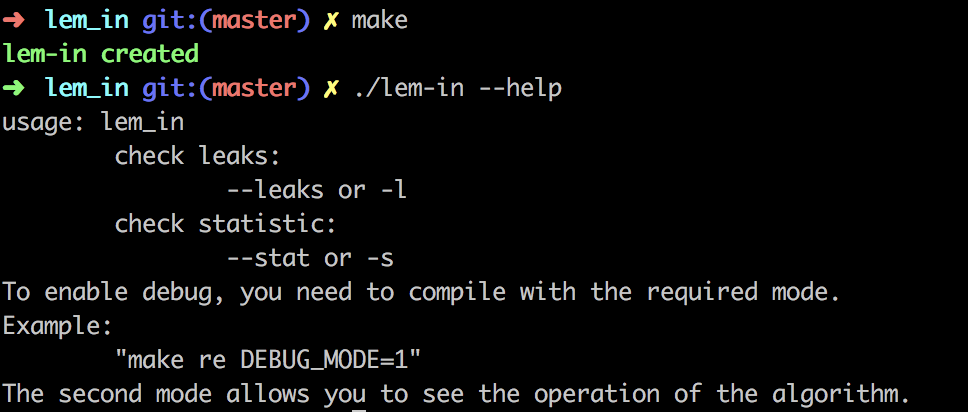 ➜ lem_in git:(master) ✗ make
lem-in created
➜ lem_in git:(master) ✗ ./lem-in --help
usage: lem_in
check leaks:
--leaks or -l
check statistic:
--stat or -s
To enable debug, you need to compile with the required mode.
Example:
"make re DEBUG_MODE=1"
The second mode allows you to see the operation of the algorithm.